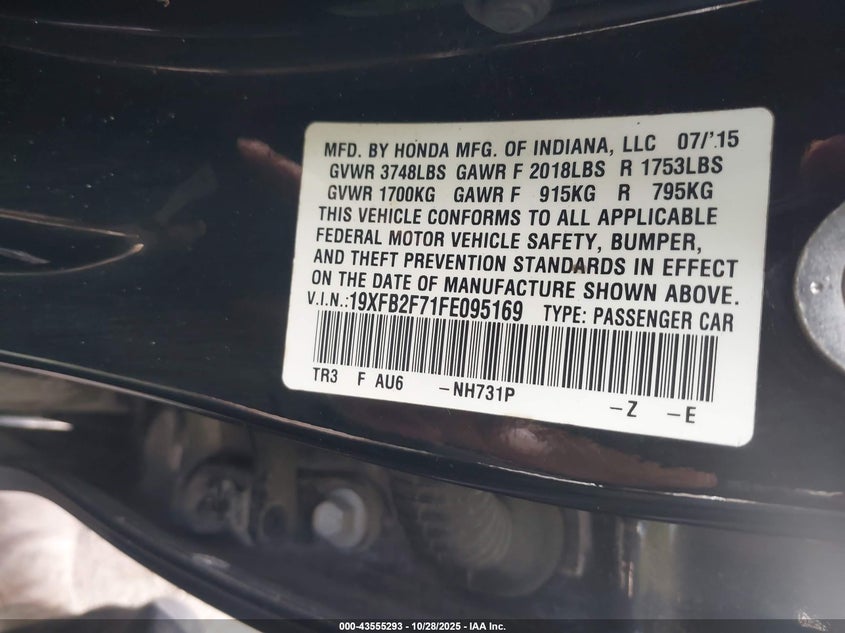 MFD. BY HONDA MFG. OF INDIANA, LLC 07/'15
GVWR 3748LBS GAWR F 2018LBS R 1753LBS
GVWR 1700KG GAWR F 915KG R 795KG
THIS VEHICLE CONFORMS TO ALL APPLICABLE
FEDERAL MOTOR VEHICLE SAFETY, BUMPER,
AND THEFT PREVENTION STANDARDS IN EFFECT
ON THE DATE OF MANUFACTURE SHOWN ABOVE.
V.I.N.:19XFB2F71FE095169 TYPE: PASSENGER CAR
TR3 F AU6 -NH731P -Z -E
000-43555293 - 10/28/2025 - IAA Inc.